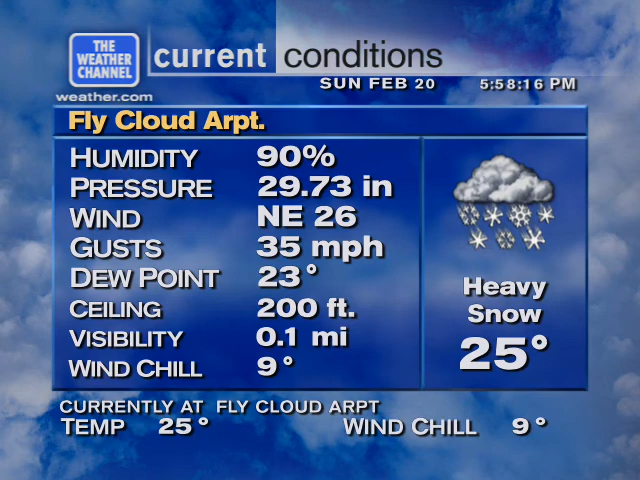 THE
WEATHER
CHANNEL
weather.com
current conditions
SUN FEB 20 5:58:16 PM
Fly Cloud Arpt.
HUMIDITY 90%
PRESSURE 29.73 in
WIND NE 26
GUSTS 35 mph
DEW POINT 23°
CEILING 200 ft.
VISIBILITY 0.1 mi
WIND CHILL 9°
Heavy
Snow
25°
CURRENTLY AT FLY CLOUD ARPT
TEMP 25° WIND CHILL 9°